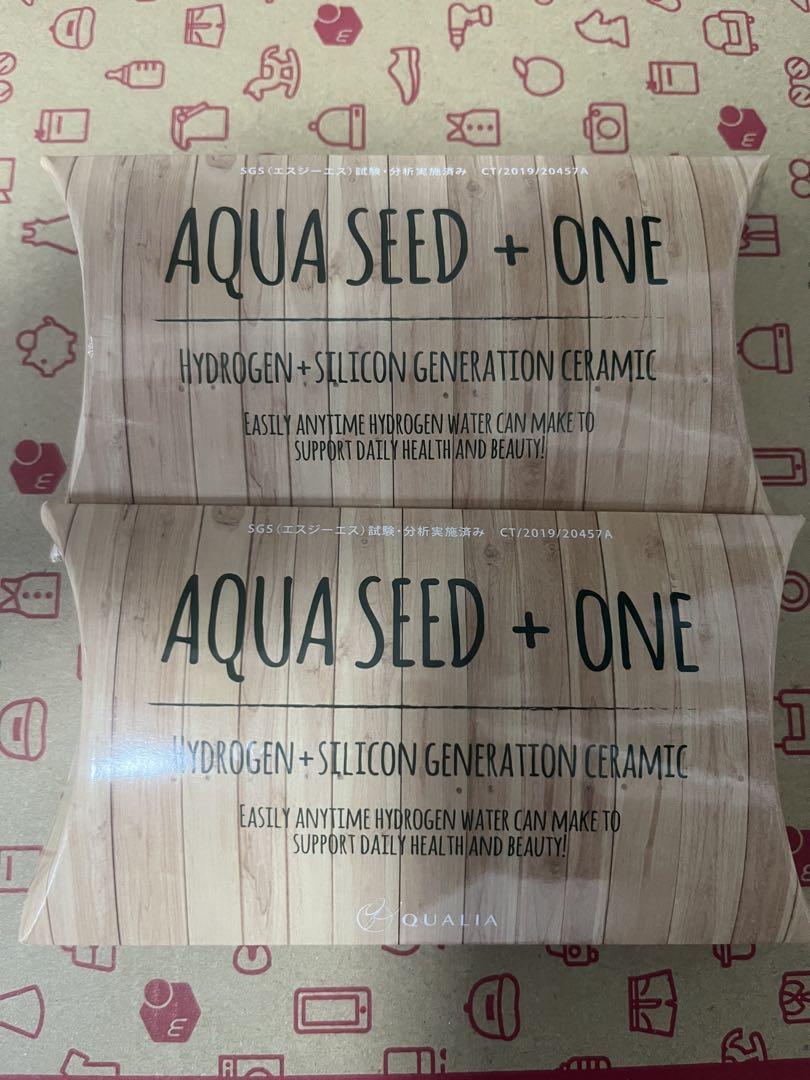 SGS(エスジーエス)試験・分析実施済み CT/2019/20457A
AQUA SEED + ONE
HYDROGEN+SILICON GENERATION CERAMIC
EASILY ANYTIME HYDROGEN WATER CAN MAKE TO
SUPPORT DAILY HEALTH AND BEAUTY!
SGS(エスジーエス)試験・分析実施済み CT/2019/20457A
AQUA SEED + ONE
HYDROGEN+SILICON GENERATION CERAMIC
EASILY ANYTIME HYDROGEN WATER CAN MAKE TO
SUPPORT DAILY HEALTH AND BEAUTY!
QUALIA